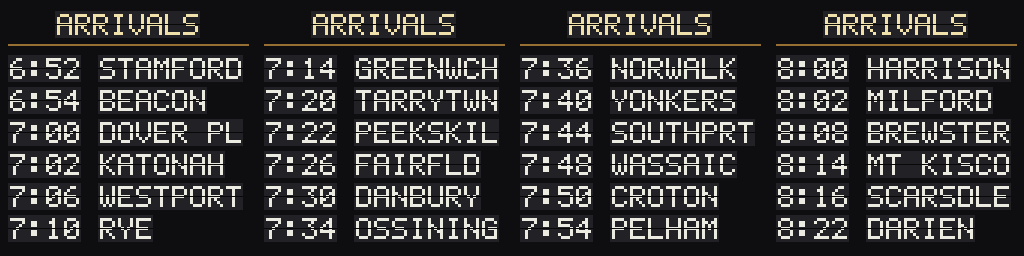 ARRIVALS
6:52 STAMFORD
6:54 BEACON
7:00 DOVER PL
7:02 KATONAH
7:06 WESTPORT
7:10 RYE
ARRIVALS
7:14 GREENWCH
7:20 TARRYTWN
7:22 PEEKSKIL
7:26 FAIRFLD
7:30 DANBURY
7:34 OSSINING
ARRIVALS
7:36 NORWALK
7:40 YONKERS
7:44 SOUTHPRT
7:48 WASSAIC
7:50 CROTON
7:54 PELHAM
ARRIVALS
8:00 HARRISON
8:02 MILFORD
8:08 BREWSTER
8:14 MT KISCO
8:16 SCARSDLE
8:22 DARIEN